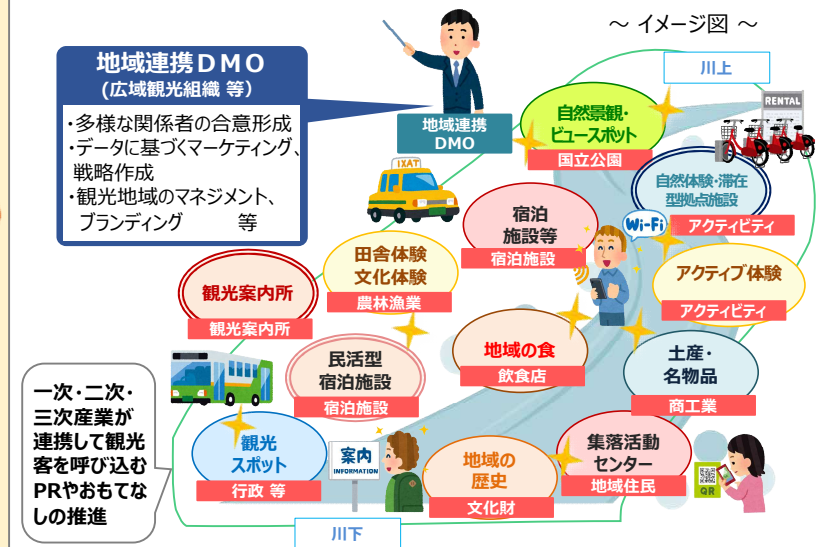 ～ イメージ図 ～
地域連携ＤＭＯ
(広域観光組織 等）
・多様な関係者の合意形成
・データに基づくマーケティング、
戦略作成
・観光地域のマネジメント、
ブランディング　　　等
地域連携
DMO
川上
RENTAL
自然景観・
ビュースポット
国立公園
自然体験・滞在
型拠点施設
アクティビティ
TAXI
宿泊
施設等
宿泊施設
Wi-Fi
田舎体験
文化体験
農林漁業
アクティブ体験
アクティビティ
観光案内所
観光案内所
民活型
宿泊施設
宿泊施設
地域の食
飲食店
土産・
名物品
商工業
一次・二次・
三次産業が
連携して観光
客を呼び込む
PRやおもてな
しの推進
観光
スポット
行政 等
案内
INFORMATION
地域の
歴史
文化財
集落活動
センター
地域住民
QR
川下